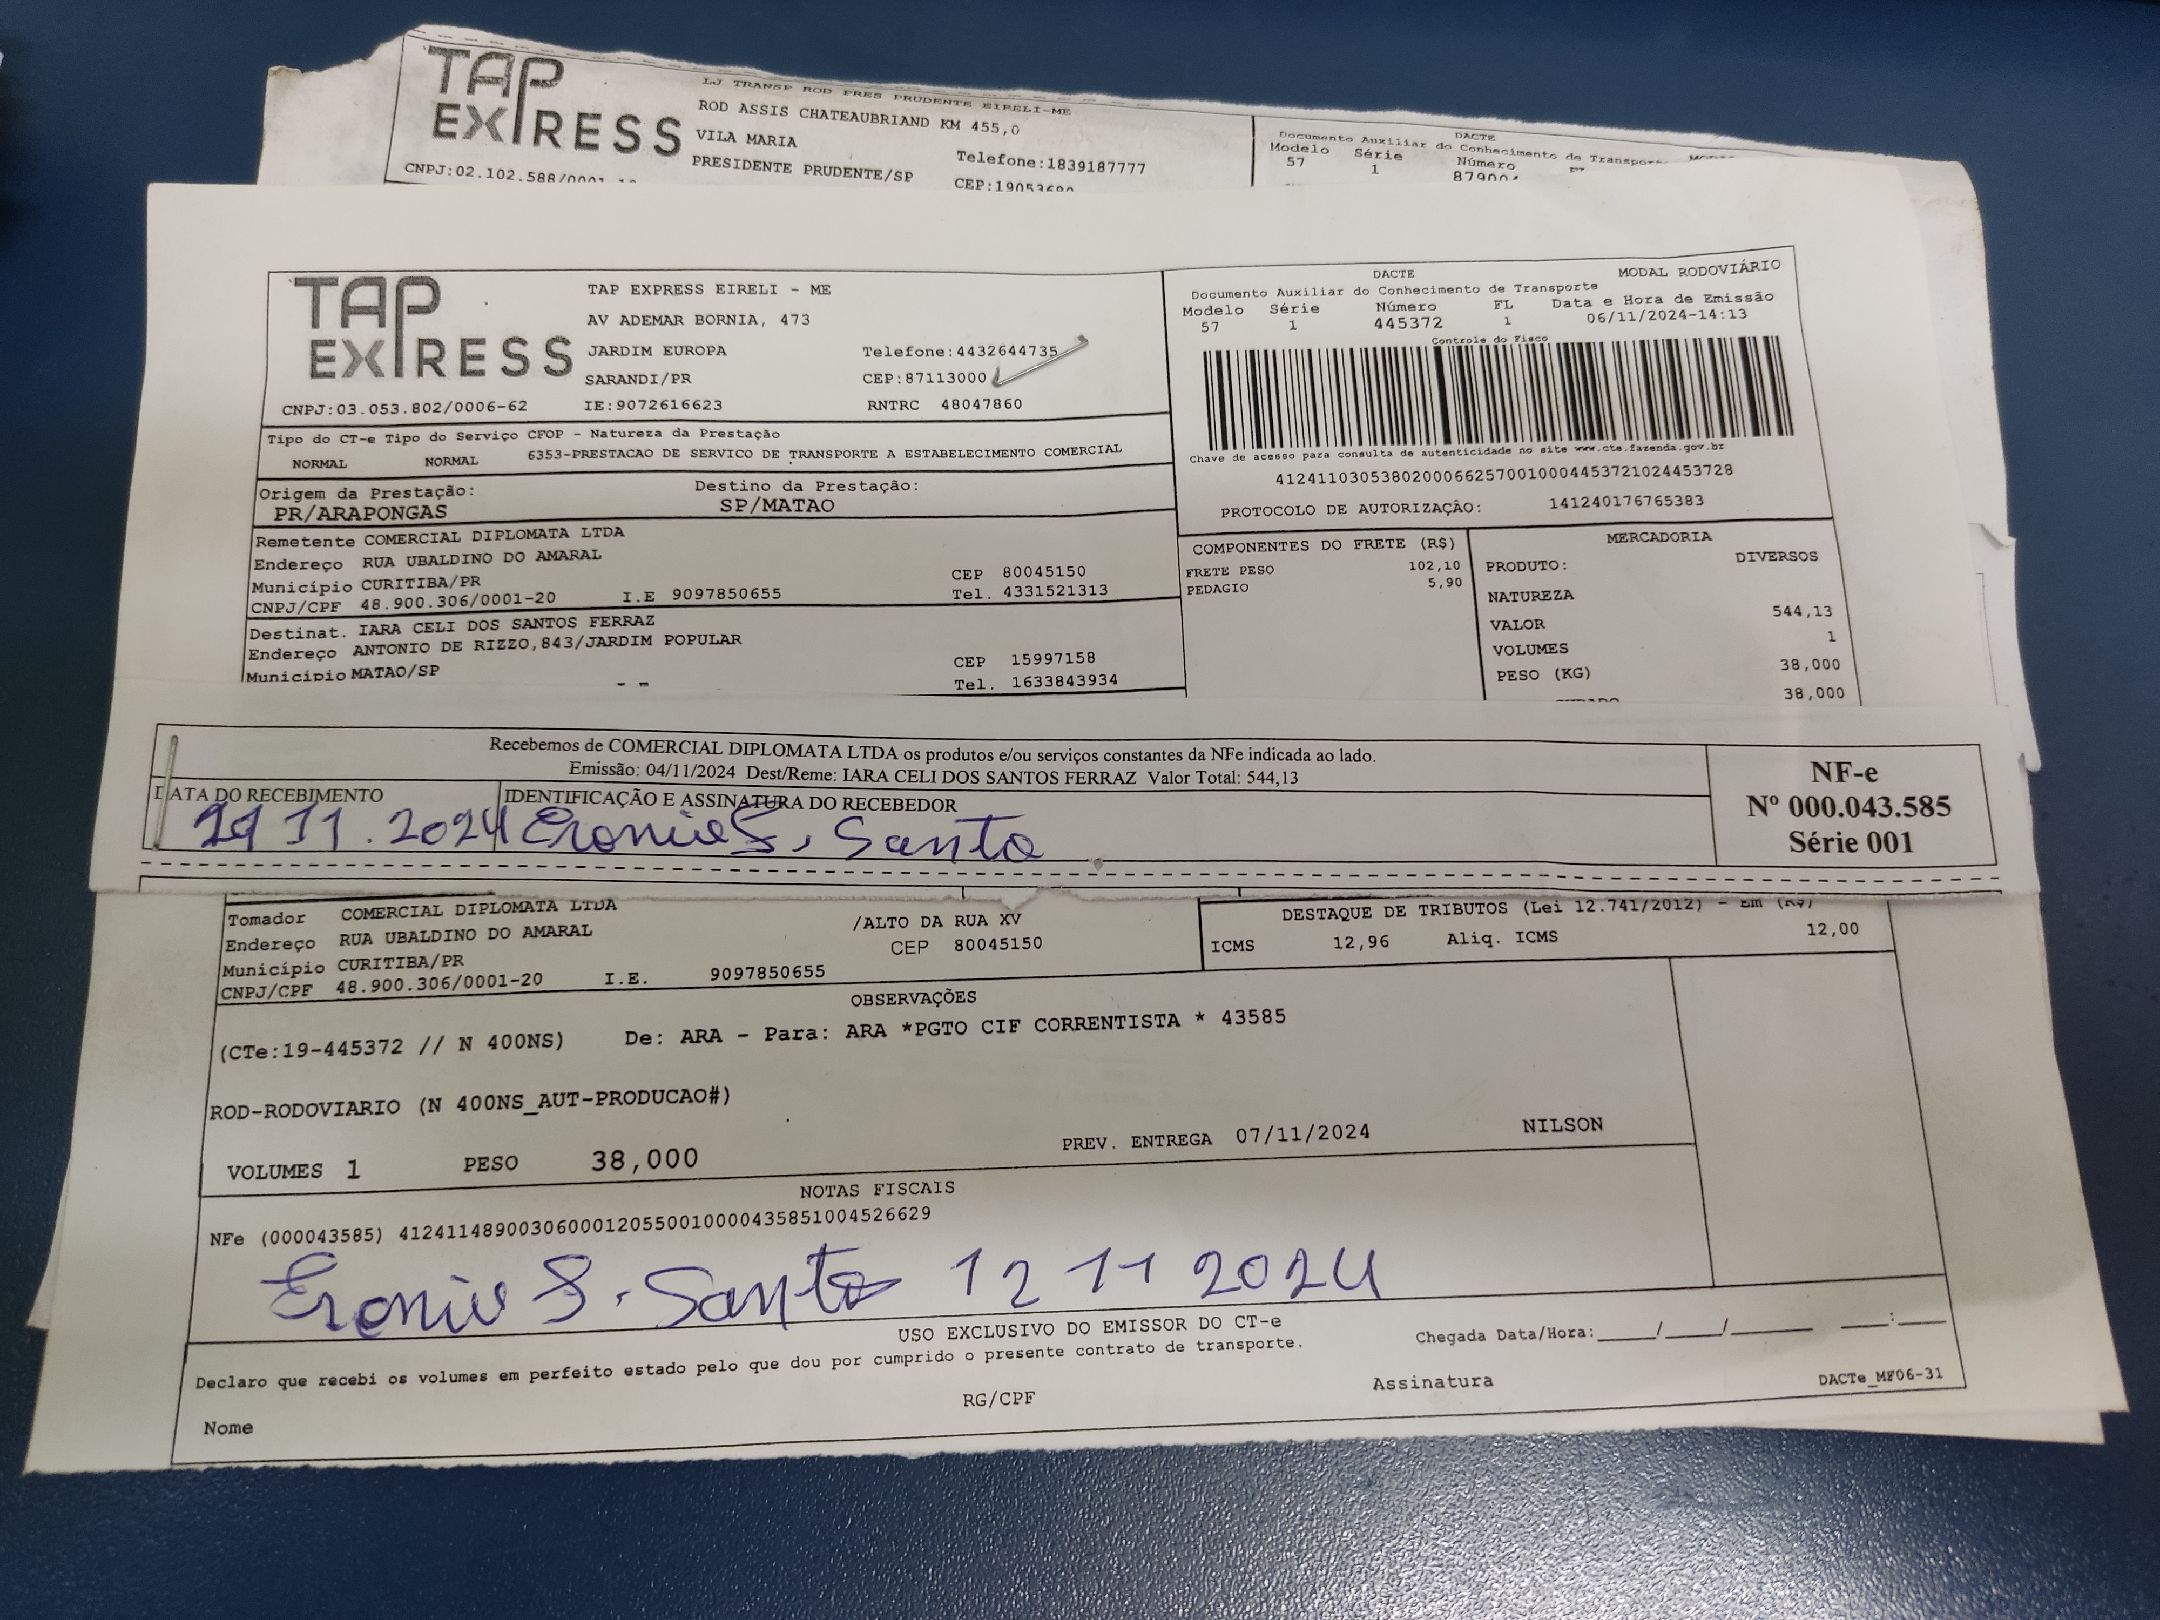 TAP EXPRESS
LJ TRANSP ROD PRES PRUDENTE EIRELI-ME
ROD ASSIS CHATEAUBRIAND KM 455,0
VILA MARIA
Telefone:1839187777
PRESIDENTE PRUDENTE/SP
CNPJ:02.102.588/0001
DACTE
Documento Auxiliar do Conhecimento de Transporte
Modelo Série Número
57 1
TAP EXPRESS
TAP EXPRESS EIRELI - ME
AV ADEMAR BORNIA, 473
JARDIM EUROPA Telefone:4432644735
SARANDI/PR CEP:87113000
CNPJ:03.053.802/0006-62 IE:9072616623 RNTRC 48047860
DACTE MODAL RODOVIÁRIO
Documento Auxiliar do Conhecimento de Transporte
Modelo Série Número FL Data e Hora de Emissão
57 1 445372 1 06/11/2024-14:13
Controle do Fisco
Chave de acesso para consulta de autenticidade no site www.cte.fazenda.gov.br
41241103053802000662570010004453721024453728
PROTOCOLO DE AUTORIZAÇÃO: 141240176765383
Tipo do CT-e Tipo do Serviço CFOP - Natureza da Prestação
NORMAL NORMAL 6353-PRESTACAO DE SERVICO DE TRANSPORTE A ESTABELECIMENTO COMERCIAL
Origem da Prestação: Destino da Prestação:
PR/ARAPONGAS SP/MATAO
Remetente COMERCIAL DIPLOMATA LTDA
Endereço RUA UBALDINO DO AMARAL
Município CURITIBA/PR CEP 80045150
CNPJ/CPF 48.900.306/0001-20 I.E 9097850655 Tel. 4331521313
Destinat. IARA CELI DOS SANTOS FERRAZ
Endereço ANTONIO DE RIZZO,843/JARDIM POPULAR
Município MATAO/SP CEP 15997158
Tel. 1633843934
COMPONENTES DO FRETE (R$)
FRETE PESO 102,10
PEDAGIO 5,90
MERCADORIA
PRODUTO: DIVERSOS
NATUREZA
VALOR 544,13
VOLUMES 1
PESO (KG) 38,000
38,000
Recebemos de COMERCIAL DIPLOMATA LTDA os produtos e/ou serviços constantes da NFe indicada ao lado.
Emissão: 04/11/2024 Dest/Reme: IARA CELI DOS SANTOS FERRAZ Valor Total: 544,13
DATA DO RECEBIMENTO IDENTIFICAÇÃO E ASSINATURA DO RECEBEDOR
11.2024 S. Santo
NF-e
Nº 000.043.585
Série 001
Tomador COMERCIAL DIPLOMATA LTDA
Endereço RUA UBALDINO DO AMARAL /ALTO DA RUA XV
Município CURITIBA/PR CEP 80045150
CNPJ/CPF 48.900.306/0001-20 I.E. 9097850655
DESTAQUE DE TRIBUTOS (Lei 12.741/2012) - Em (R$)
ICMS 12,96 Aliq. ICMS 12,00
OBSERVAÇÕES
(CTe:19-445372 // N 400NS) De: ARA - Para: ARA *PGTO CIF CORRENTISTA * 43585
ROD-RODOVIARIO (N 400NS_AUT-PRODUCAO#)
VOLUMES 1 PESO 38,000 PREV. ENTREGA 07/11/2024 NILSON
NOTAS FISCAIS
NFe (000043585) 41241148900306000120550010000435851004526629
S. Santo 12 11 2024
USO EXCLUSIVO DO EMISSOR DO CT-e
Declaro que recebi os volumes em perfeito estado pelo que dou por cumprido o presente contrato de transporte.
Chegada Data/Hora:_____/_____/_______ ____:____
Nome RG/CPF Assinatura
DACTe_MF06-31